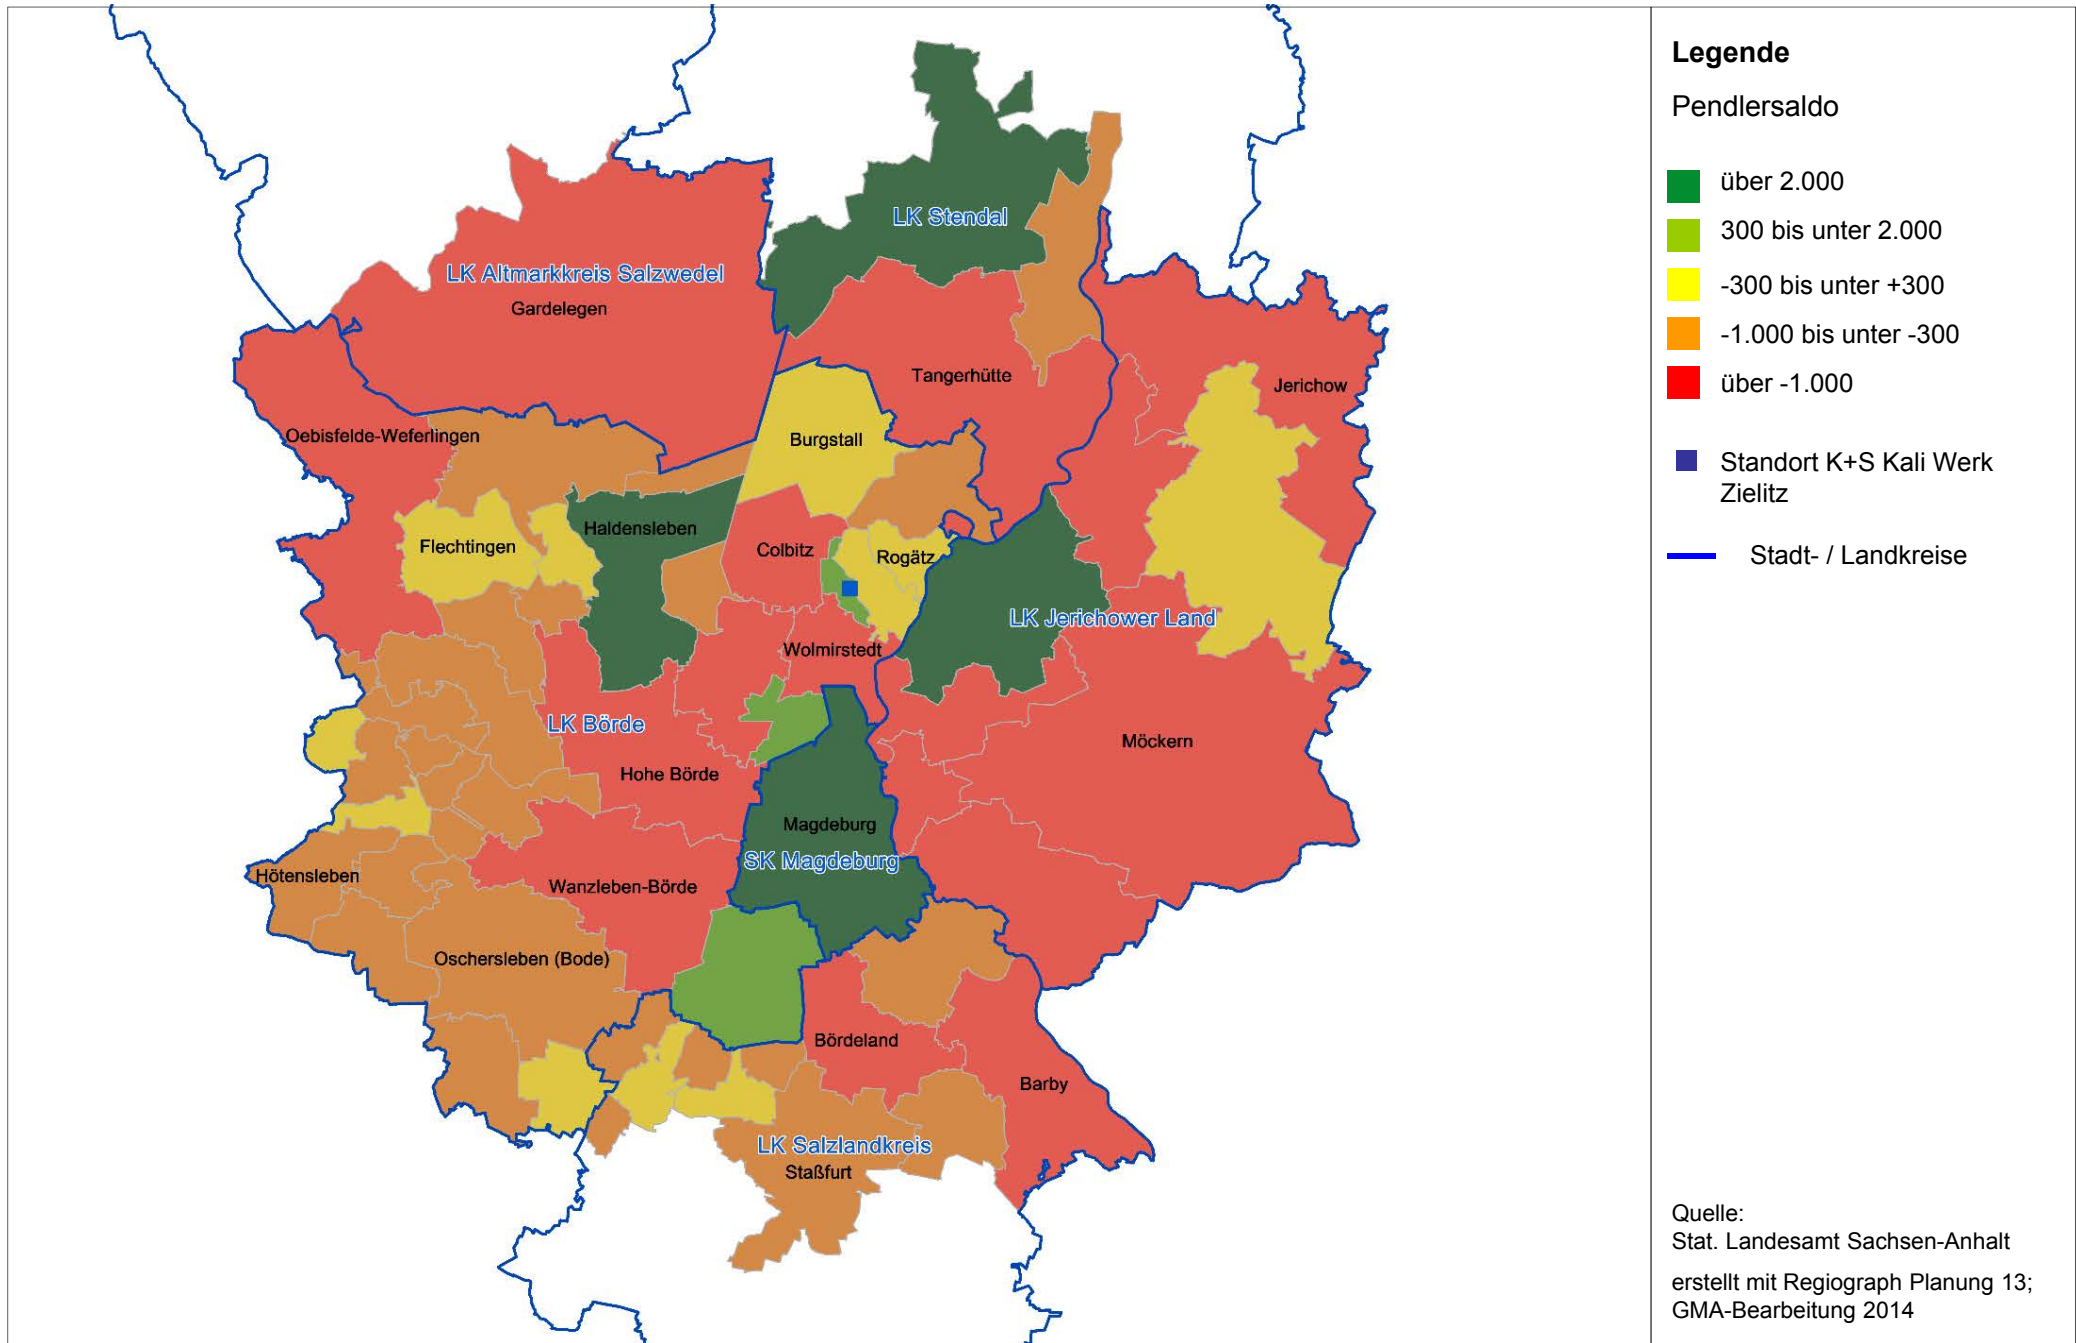 LK Stendal
LK Altmarkkreis Salzwedel
Gardelegen
Tangerhütte
Jerichow
Oebisfelde-Weferlingen
Burgstall
Haldensleben
Flechtingen
Colbitz
Rogätz
LK Jerichower Land
Wolmirstedt
LK Börde
Möckern
Hohe Börde
Magdeburg
SK Magdeburg
Hötensleben
Wanzleben-Börde
Oschersleben (Bode)
Bördeland
Barby
LK Salzlandkreis
Staßfurt
Legende
Pendlersaldo
über 2.000
300 bis unter 2.000
-300 bis unter +300
-1.000 bis unter -300
über -1.000
Standort K+S Kali Werk
Zielitz
Stadt- / Landkreise
Quelle:
Stat. Landesamt Sachsen-Anhalt
erstellt mit Regiograph Planung 13;
GMA-Bearbeitung 2014